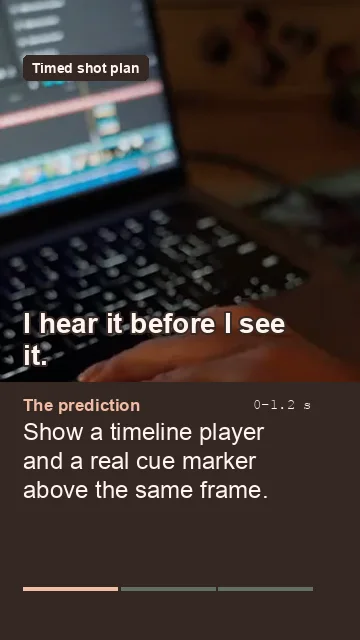 Timed shot plan
I hear it before I see
it.
The prediction
0–1.2 s
Show a timeline player
and a real cue marker
above the same frame.